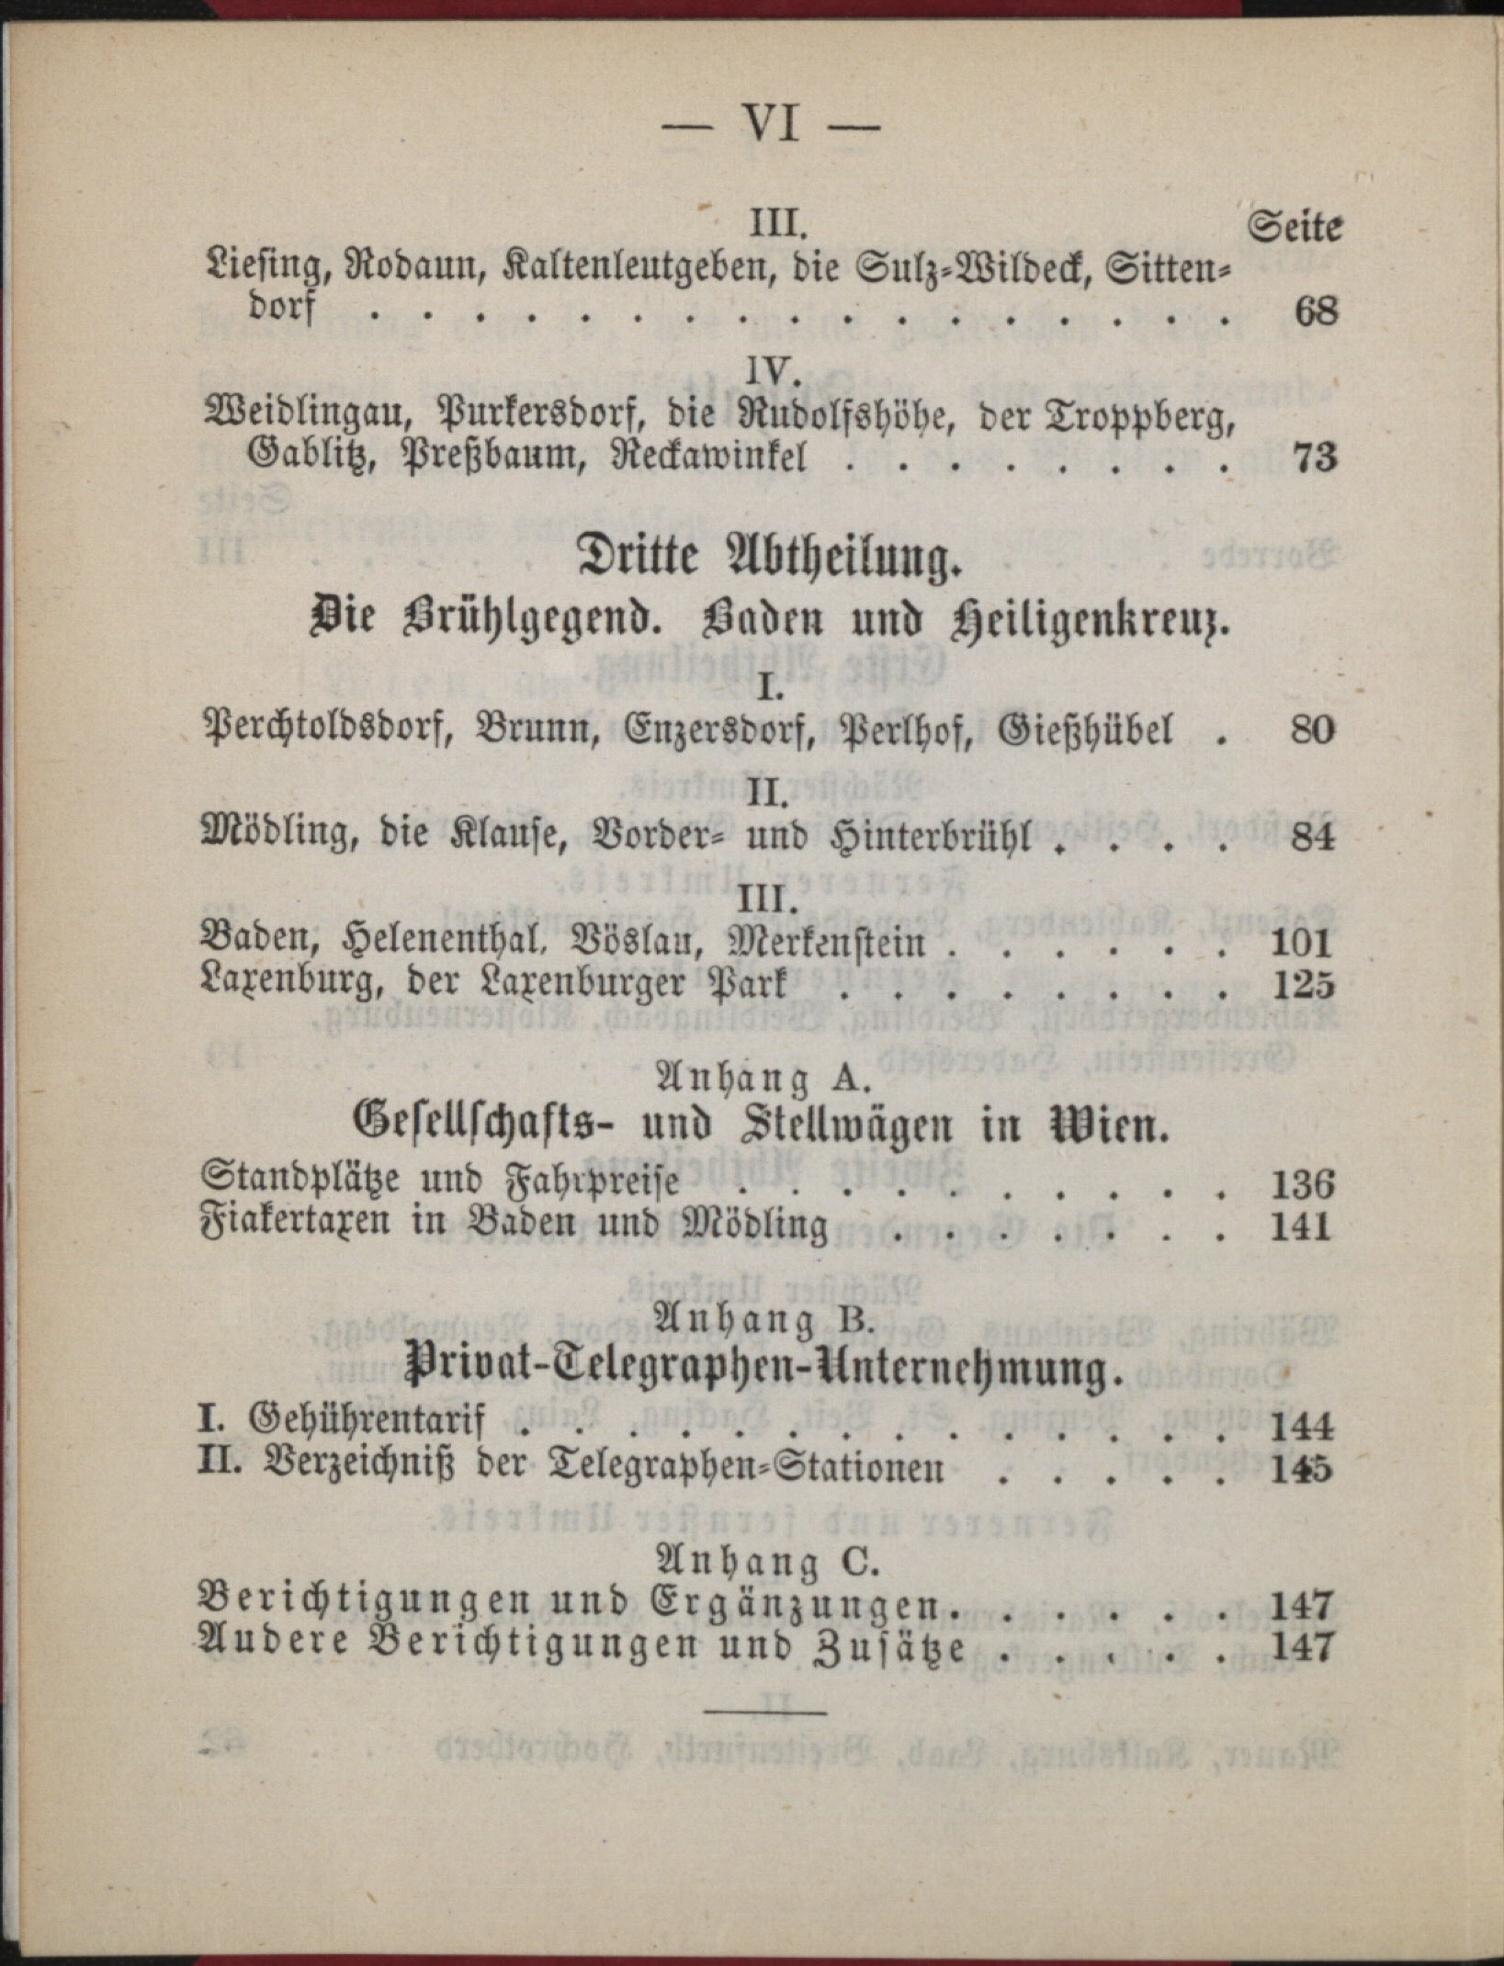 — VI —
III.
Seite
Liesing, Rodaun, Kaltenleutgeben, die Sulz-Wildeck, Sitten-
dorf . . . . . . . . . . . . . . . . . 68
IV.
Weidlingau, Purkersdorf, die Rudolfshöhe, der Troppberg,
Gablitz, Preßbaum, Reckawinkel . . . . . . . . 73
Dritte Abtheilung.
Die Brühlgegend. Baden und Heiligenkreuz.
I.
Perchtoldsdorf, Brunn, Enzersdorf, Perlhof, Gießhübel . 80
II.
Mödling, die Klause, Vorder- und Hinterbrühl . . . . 84
III.
Baden, Helenenthal, Vöslau, Merkenstein . . . . . . 101
Laxenburg, der Laxenburger Park . . . . . . . . 125
Anhang A.
Gesellschafts- und Stellwägen in Wien.
Standplätze und Fahrpreise . . . . . . . . . . 136
Fiakertaxen in Baden und Mödling . . . . . . . 141
Anhang B.
Privat-Telegraphen-Unternehmung.
I. Gebührentarif . . . . . . . . . . . . . . 144
II. Verzeichniß der Telegraphen-Stationen . . . . . 145
Anhang C.
Berichtigungen und Ergänzungen. . . . . . 147
Andere Berichtigungen und Zusätze . . . . . 147